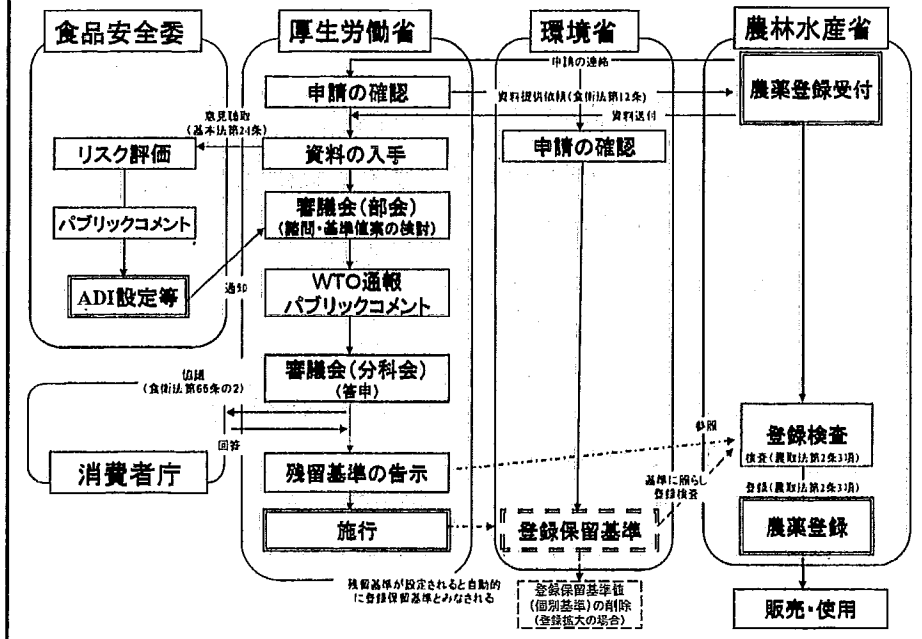 食品安全委
厚生労働省
環境省
農林水産省
申請の連絡
申請の確認
資料提供依頼(食衛法第12条)
農薬登録受付
資料送付
意見聴取
(基本法第24条)
リスク評価
資料の入手
申請の確認
審議会(部会)
(諮問・基準値案の検討)
パブリックコメント
通知
ADI設定等
WTO通報
パブリックコメント
審議会(分科会)
(答申)
協議
(食衛法第65条の2)
回答
消費者庁
残留基準の告示
参照
登録検査
検査(農取法第2条3項)
基準に照らし
登録検査
登録(農取法第2条3項)
施行
登録保留基準
農薬登録
残留基準が設定されると自動的
に登録保留基準とみなされる
登録保留基準値
(個別基準)の削除
(登録拡大の場合)
販売・使用